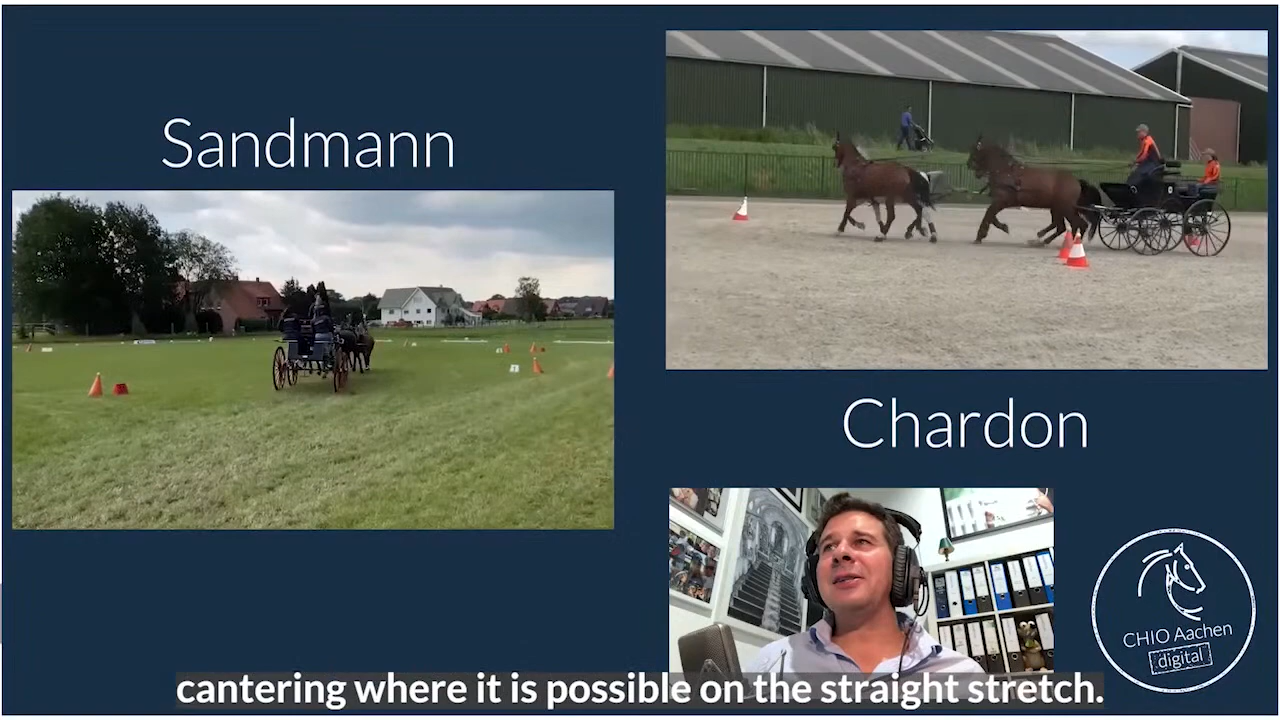 Sandmann
Chardon
CHIO Aachen
digital
cantering where it is possible on the straight stretch.